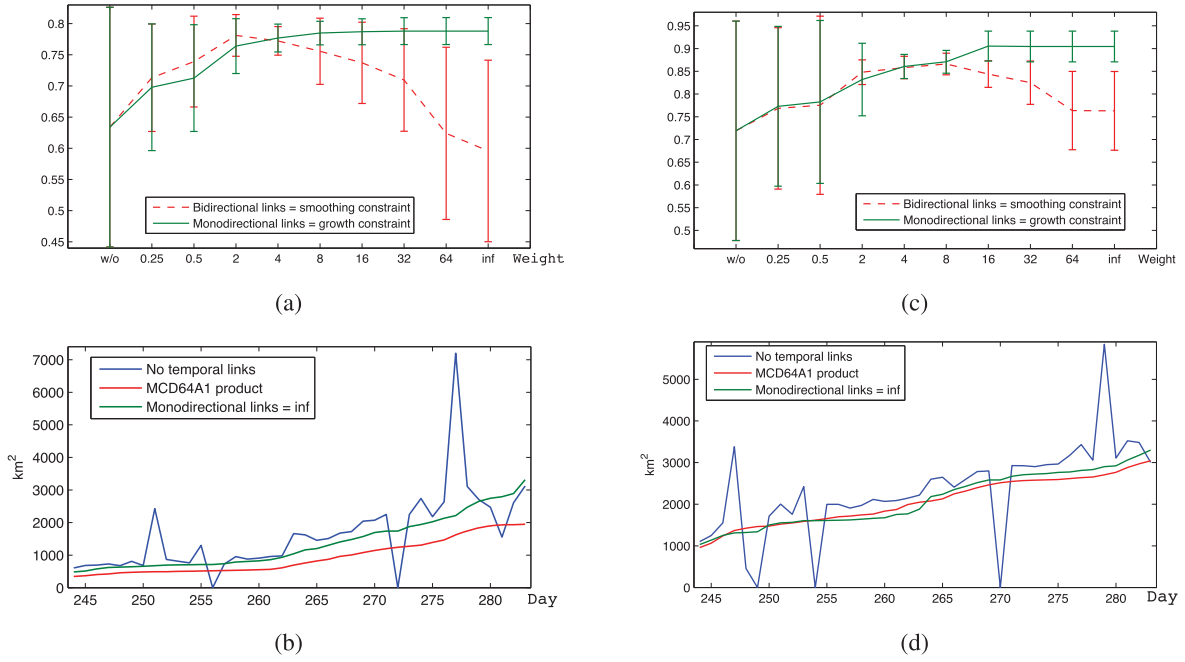 0.8
0.75
0.7
0.65
0.6
0.55
0.5
0.45
Bidirectional links = smoothing constraint
Monodirectional links = growth constraint
w/o 0.25 0.5 2 4 8 16 32 64 inf Weight
(a)
0.95
0.9
0.85
0.8
0.75
0.7
0.65
0.6
0.55
0.5
Bidirectional links = smoothing constraint
Monodirectional links = growth constraint
w/o 0.25 0.5 2 4 8 16 32 64 inf Weight
(c)
7000
6000
5000
4000
3000
2000
1000
0
km2
No temporal links
MCD64A1 product
Monodirectional links = inf
245 250 255 260 265 270 275 280 Day
(b)
5000
4000
3000
2000
1000
0
km2
No temporal links
MCD64A1 product
Monodirectional links = inf
245 250 255 260 265 270 275 280 Day
(d)